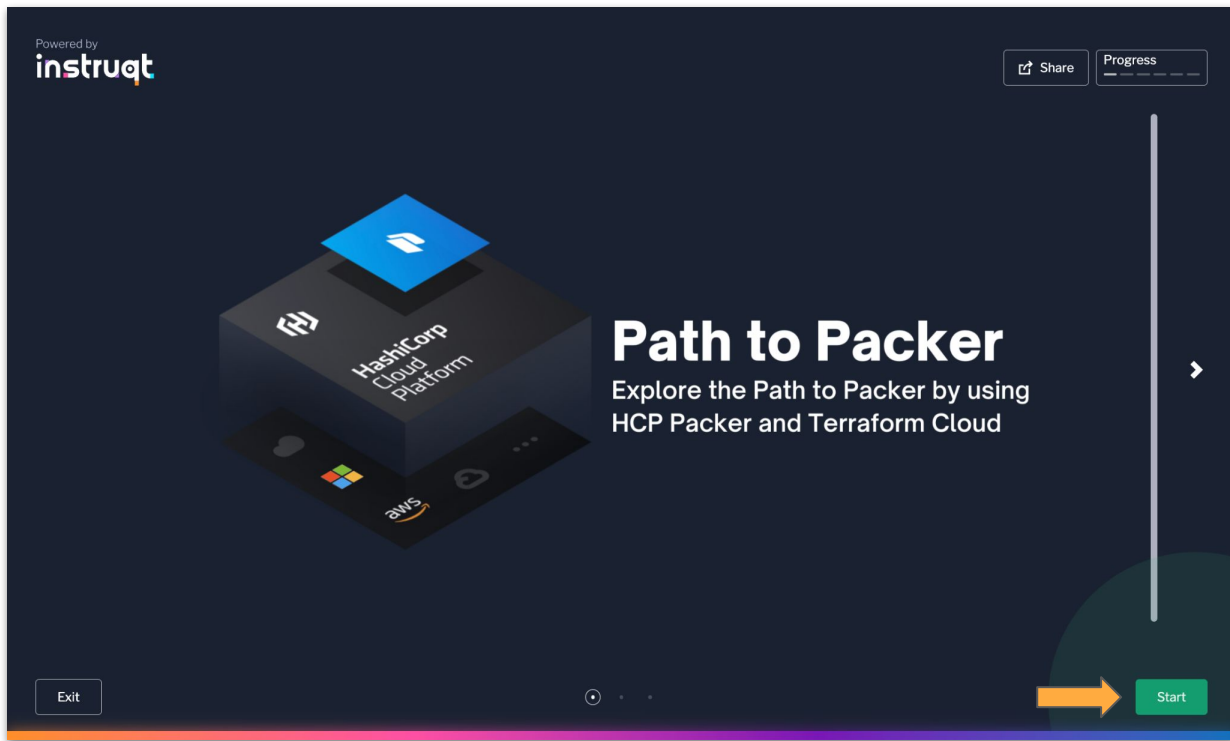 Powered by
instruqt
Share
Progress
HashiCorp
Cloud
Platform
aws
Path to Packer
Explore the Path to Packer by using
HCP Packer and Terraform Cloud
Exit
Start